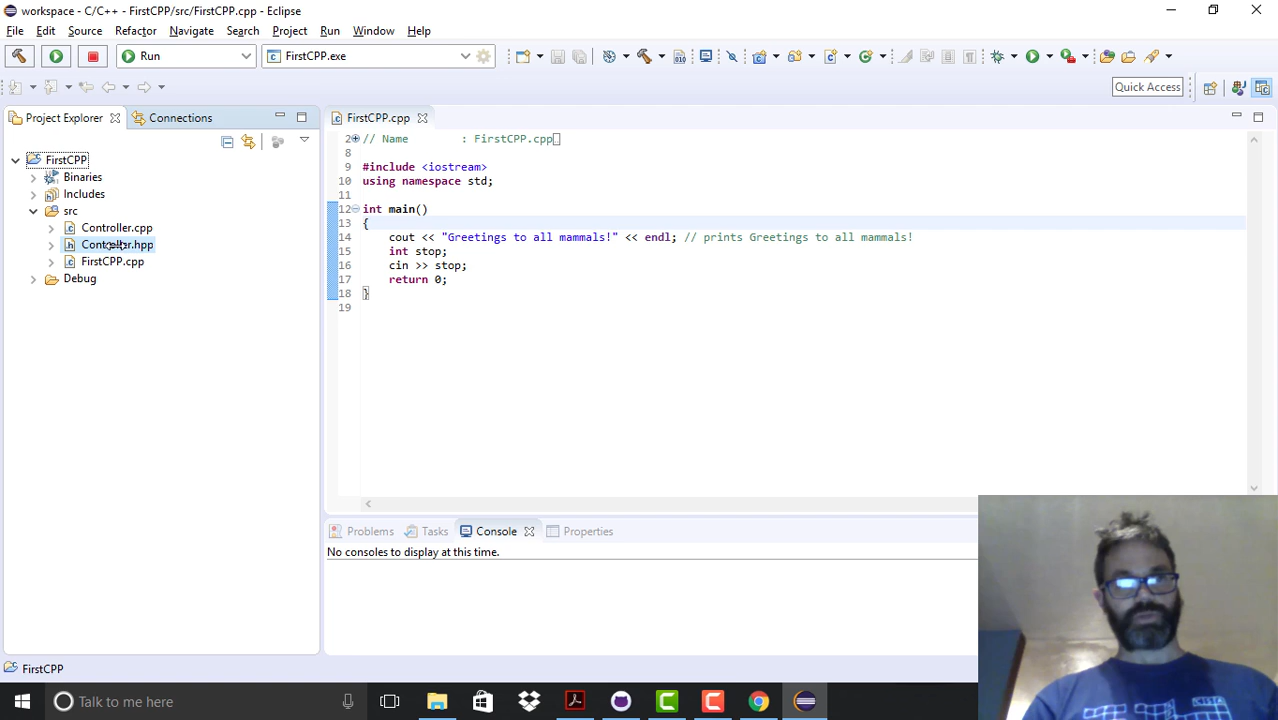 workspace - C/C++ - FirstCPP/src/FirstCPP.cpp - Eclipse
File Edit Source Refactor Navigate Search Project Run Window Help
Run FirstCPP.exe
Quick Access
Project Explorer Connections
FirstCPP
Binaries
Includes
src
Controller.cpp
Controller.hpp
FirstCPP.cpp
Debug
FirstCPP.cpp
2 // Name : FirstCPP.cpp
8
9 #include <iostream>
10 using namespace std;
11
12 int main()
13 {
14 cout << "Greetings to all mammals!" << endl; // prints Greetings to all mammals!
15 int stop;
16 cin >> stop;
17 return 0;
18 }
19
Problems Tasks Console Properties
No consoles to display at this time.
FirstCPP
Talk to me here